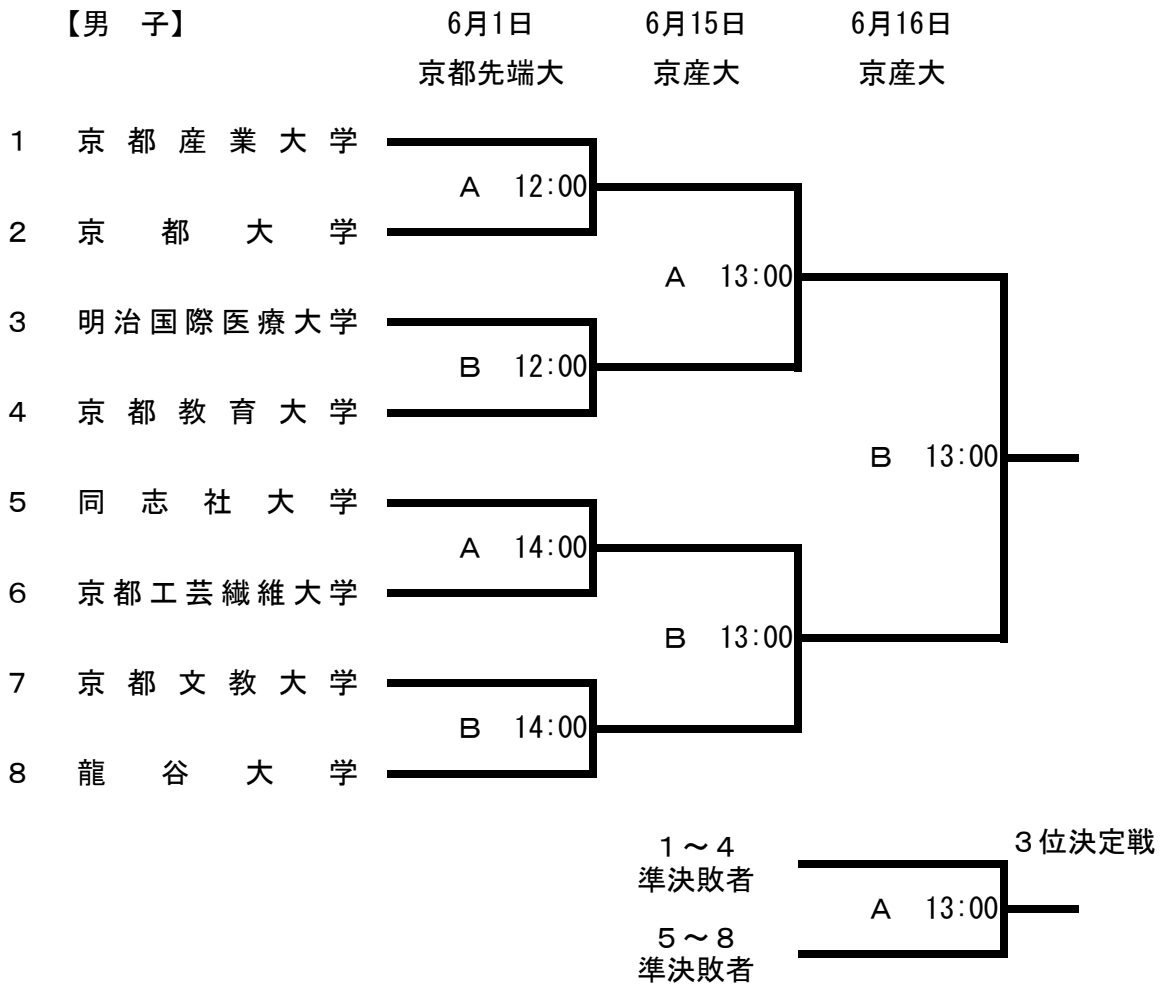 【男　子】　6月1日　6月15日　6月16日
京都先端大　京産大　京産大
1　京都産業大学
A　12:00
2　京都大学
A　13:00
3　明治国際医療大学
B　12:00
4　京都教育大学
B　13:00
5　同志社大学
A　14:00
6　京都工芸繊維大学
B　13:00
7　京都文教大学
B　14:00
8　龍谷大学
1～4
準決敗者
3位決定戦
A　13:00
5～8
準決敗者